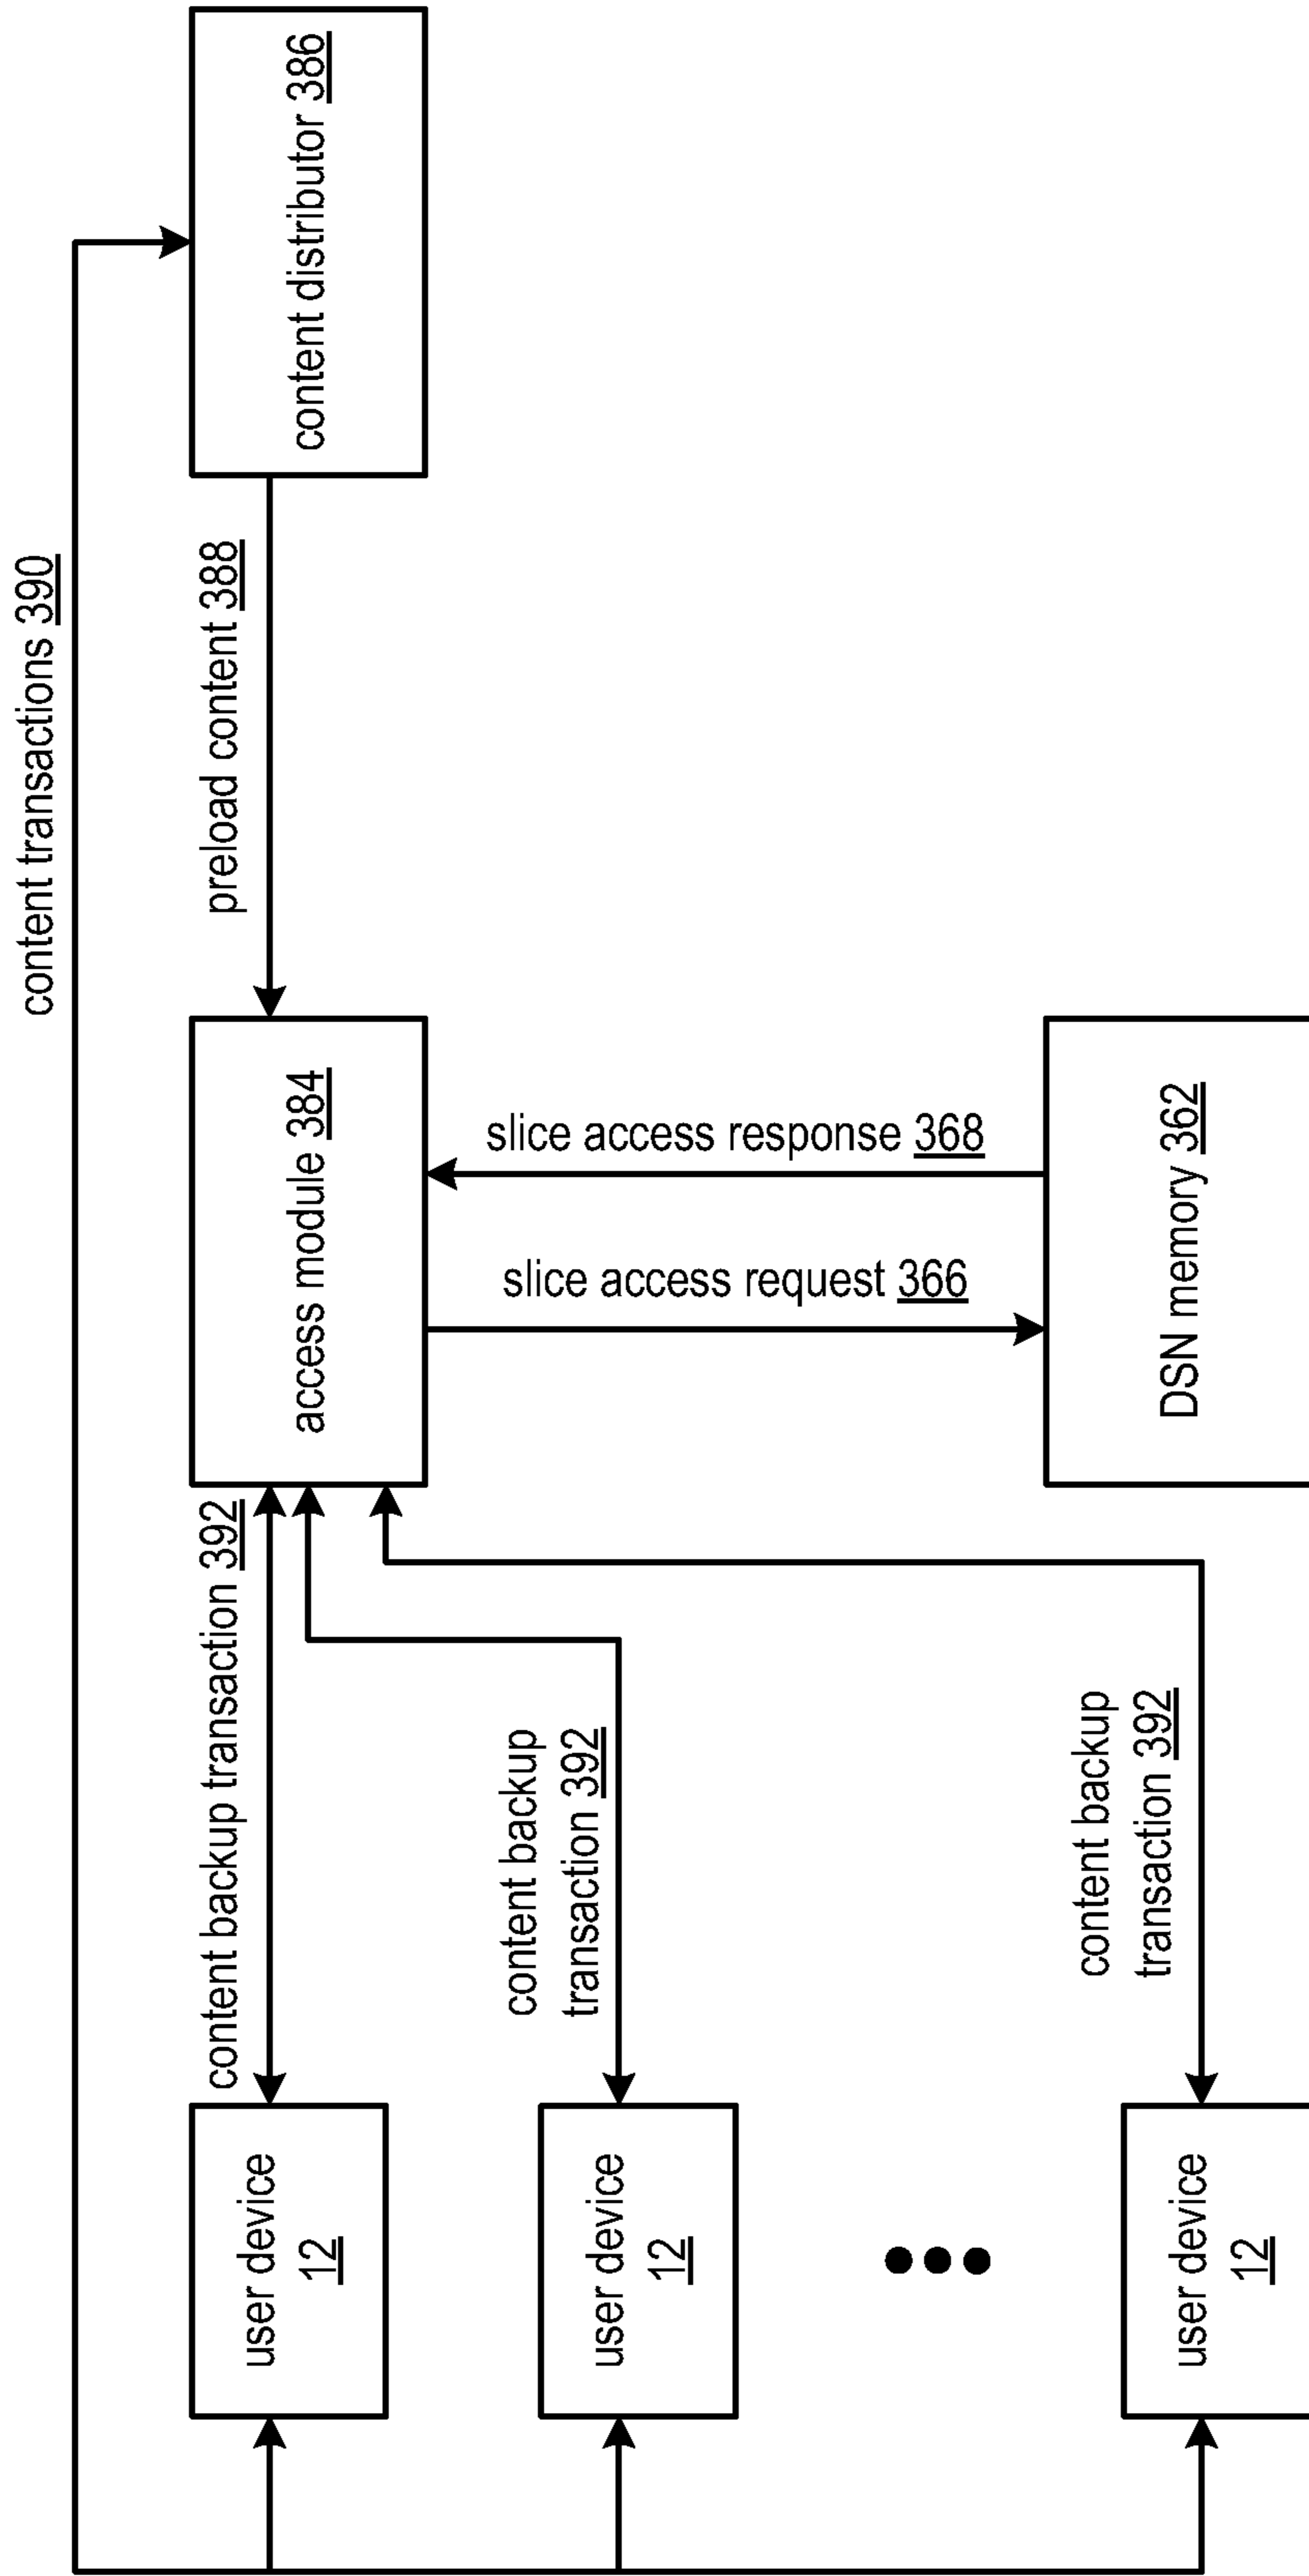 content transactions 390
user device
12
content backup transaction 392
access module 384
preload content 388
content distributor 386
user device
12
content backup
transaction 392
slice access request 366
slice access response 368
user device
12
content backup
transaction 392
DSN memory 362